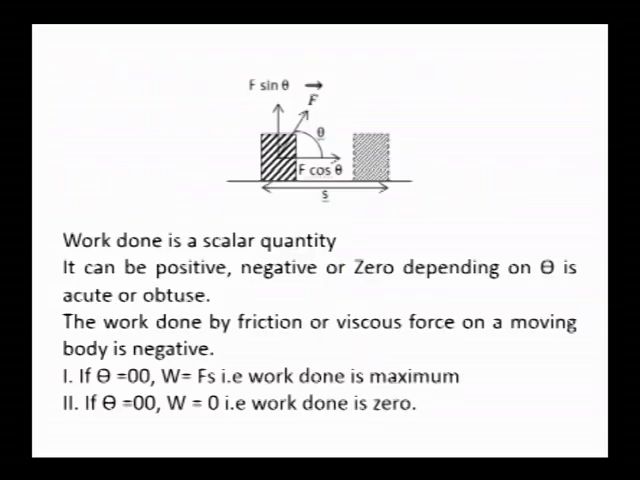 F sin θ
F
θ
F cos θ
s
Work done is a scalar quantity
It can be positive, negative or Zero depending on Θ is
acute or obtuse.
The work done by friction or viscous force on a moving
body is negative.
I. If Θ =00, W= Fs i.e work done is maximum
II. If Θ =00, W = 0 i.e work done is zero.